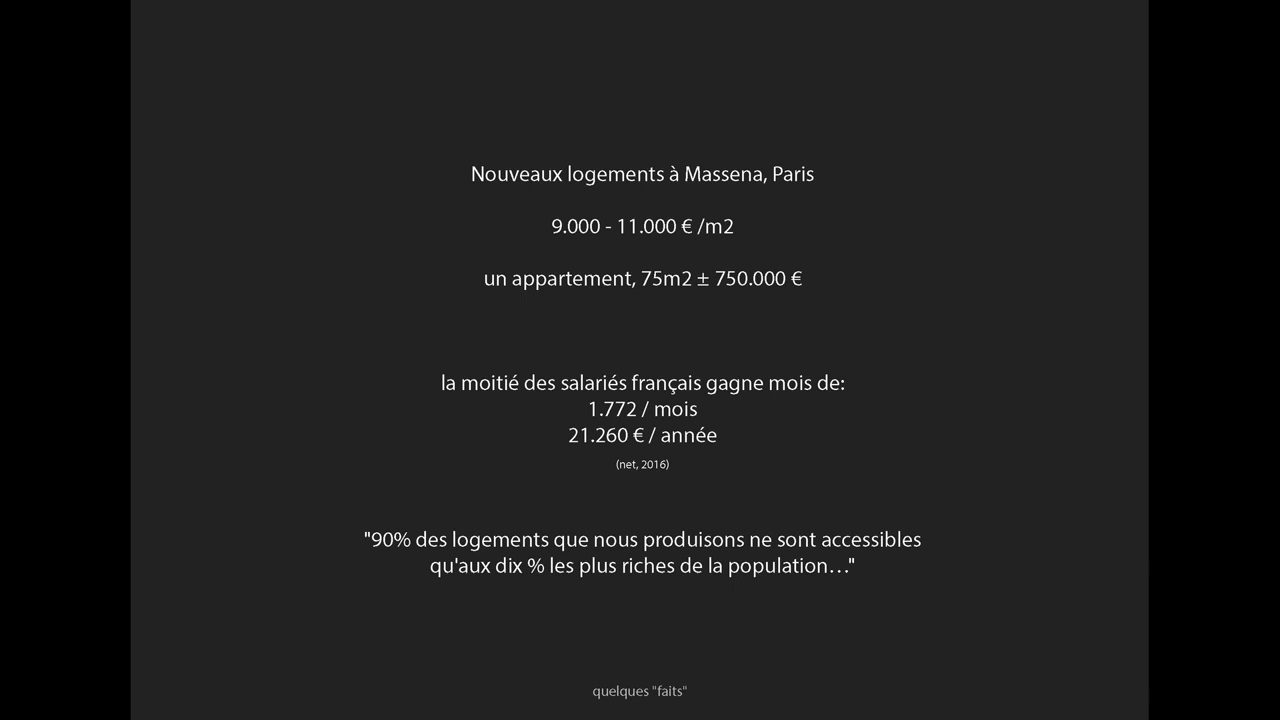 Nouveaux logements à Massena, Paris
9.000 - 11.000 € /m2
un appartement, 75m2 ± 750.000 €
la moitié des salariés français gagne mois de:
1.772 / mois
21.260 € / année
(net, 2016)
"90% des logements que nous produisons ne sont accessibles
qu'aux dix % les plus riches de la population…"
quelques "faits"